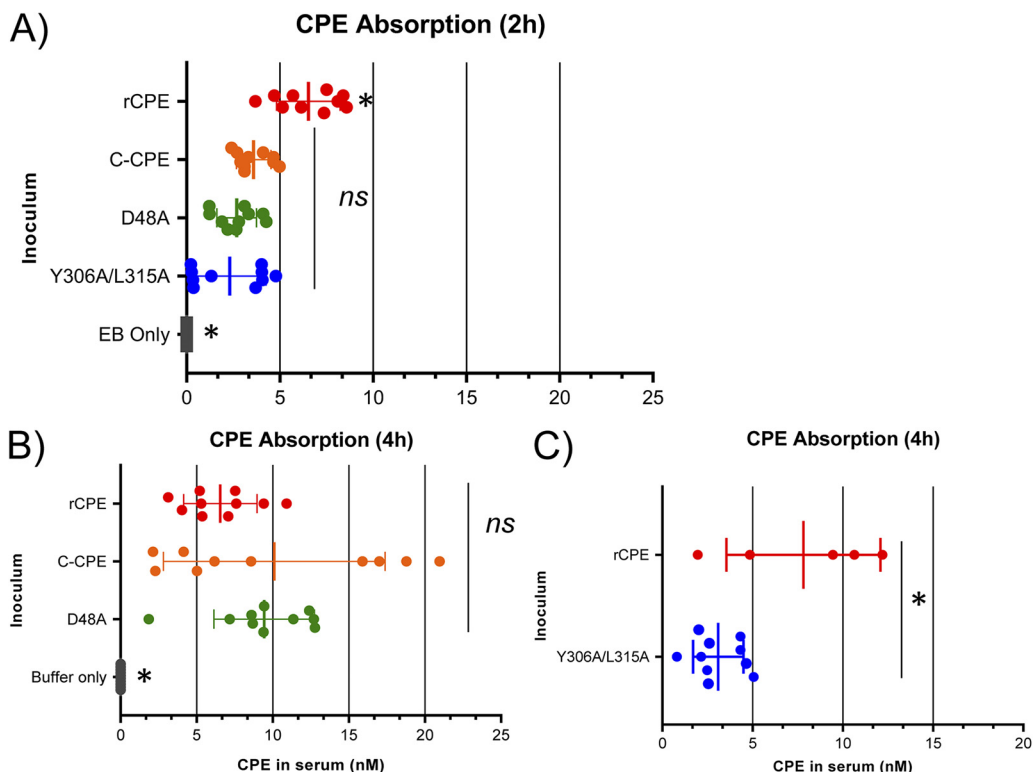 A)
CPE Absorption (2h)
Inoculum
rCPE
*
C-CPE
ns
D48A
Y306A/L315A
EB Only
*
0 5 10 15 20 25
B)
CPE Absorption (4h)
Inoculum
rCPE
C-CPE
ns
D48A
Buffer only
*
0 5 10 15 20 25
CPE in serum (nM)
C)
CPE Absorption (4h)
Inoculum
rCPE
*
Y306A/L315A
0 5 10 15 20
CPE in serum (nM)